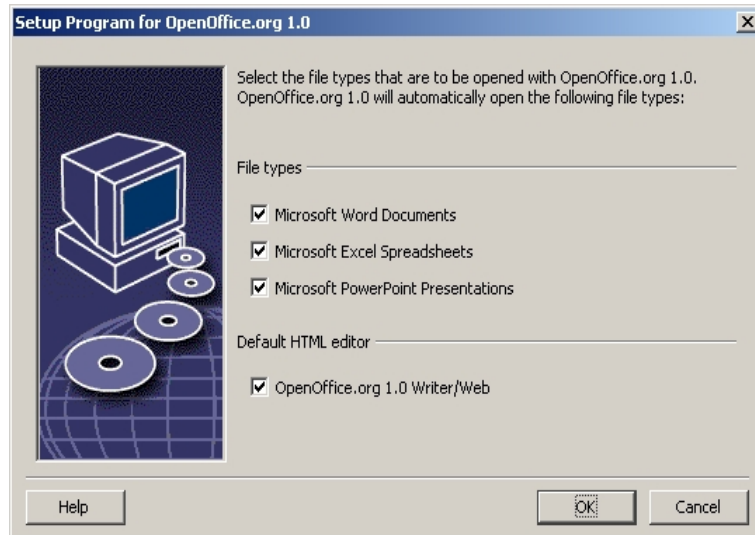 Setup Program for OpenOffice.org 1.0
Select the file types that are to be opened with OpenOffice.org 1.0.
OpenOffice.org 1.0 will automatically open the following file types:
File types
Microsoft Word Documents
Microsoft Excel Spreadsheets
Microsoft PowerPoint Presentations
Default HTML editor
OpenOffice.org 1.0 Writer/Web
Help
OK
Cancel